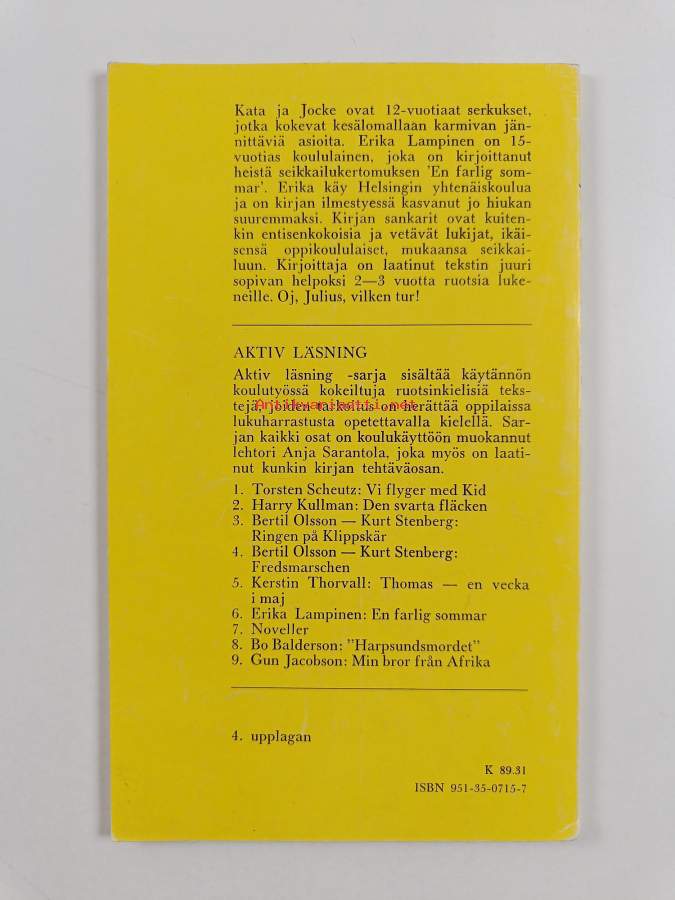 Kata ja Jocke ovat 12-vuotiaat serkukset,
jotka kokevat kesälomallaan karmivan jän-
nittäviä asioita. Erika Lampinen on 15-
vuotias koululainen, joka on kirjoittanut
heistä seikkailukertomuksen 'En farlig som-
mar'. Erika käy Helsingin yhtenäiskoulua
ja on kirjan ilmestyessä kasvanut jo hiukan
suuremmaksi. Kirjan sankarit ovat kuiten-
kin entisenkokoisia ja vetävät lukijat, ikäi-
sensä oppikoululaiset, mukaansa seikkai-
luun. Kirjoittaja on laatinut tekstin juuri
sopivan helpoksi 2—3 vuotta ruotsia luke-
neille. Oj, Julius, vilken tur!
AKTIV LÄSNING
Aktiv läsning -sarja sisältää käytännön
koulutyössä kokeiltuja ruotsinkielisiä teks-
tejä, joiden tarkoitus on herättää oppilaissa
Antikvariaatti.net
lukuharrastusta opetettavalla kielellä. Sar-
jan kaikki osat on koulukäyttöön muokannut
lehtori Anja Sarantola, joka myös on laati-
nut kunkin kirjan tehtäväosan.
1. Torsten Scheutz: Vi flyger med Kid
2. Harry Kullman: Den svarta fläcken
3. Bertil Olsson — Kurt Stenberg:
Ringen på Klippskär
4. Bertil Olsson — Kurt Stenberg:
Fredsmarschen
5. Kerstin Thorvall: Thomas — en vecka
i maj
6. Erika Lampinen: En farlig sommar
7. Noveller
8. Bo Balderson: "Harpsundsmordet"
9. Gun Jacobson: Min bror från Afrika
4. upplagan
K 89.31
ISBN 951-35-0715-7